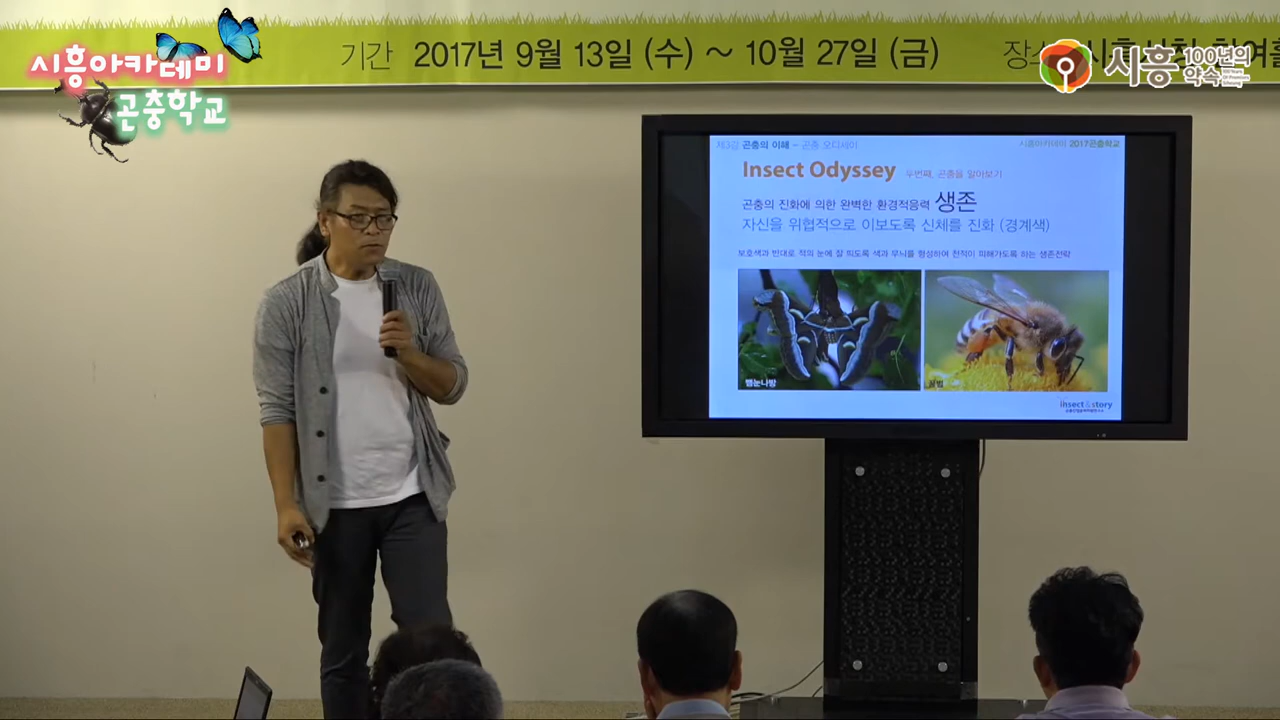 기간 2017년 9월 13일 (수) ~ 10월 27일 (금)
시흥아카데미
곤충학교
시흥 100년의 약속
제3강 곤충의 이해 - 곤충 오디세이
시흥아카데미 2017곤충학교
Insect Odyssey 두번째, 곤충을 알아보기
곤충의 진화에 의한 완벽한 환경적응력 생존
자신을 위협적으로 이보도록 신체를 진화 (경계색)
보호색과 반대로 적의 눈에 잘 띄도록 색과 무늬를 형성하여 천적이 피해가도록 하는 생존전략
뱀눈나방
꿀벌
insect&story